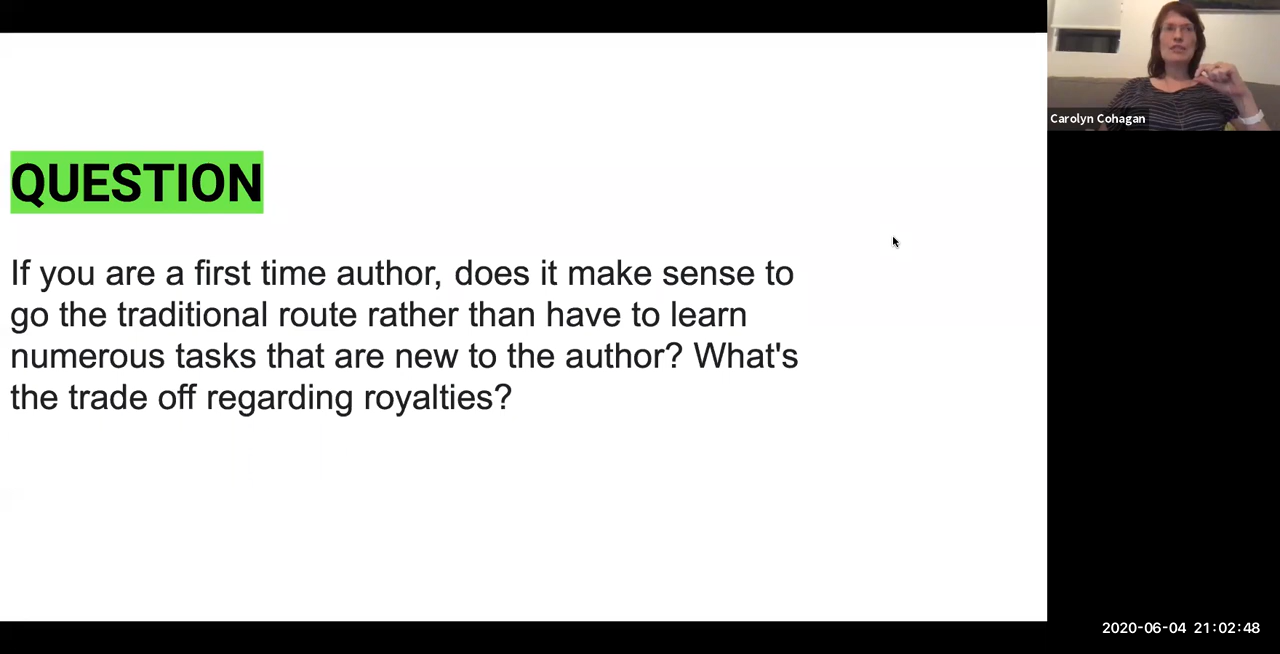 Carolyn Cohagan
QUESTION
If you are a first time author, does it make sense to
go the traditional route rather than have to learn
numerous tasks that are new to the author? What's
the trade off regarding royalties?
2020-06-04 21:02:48